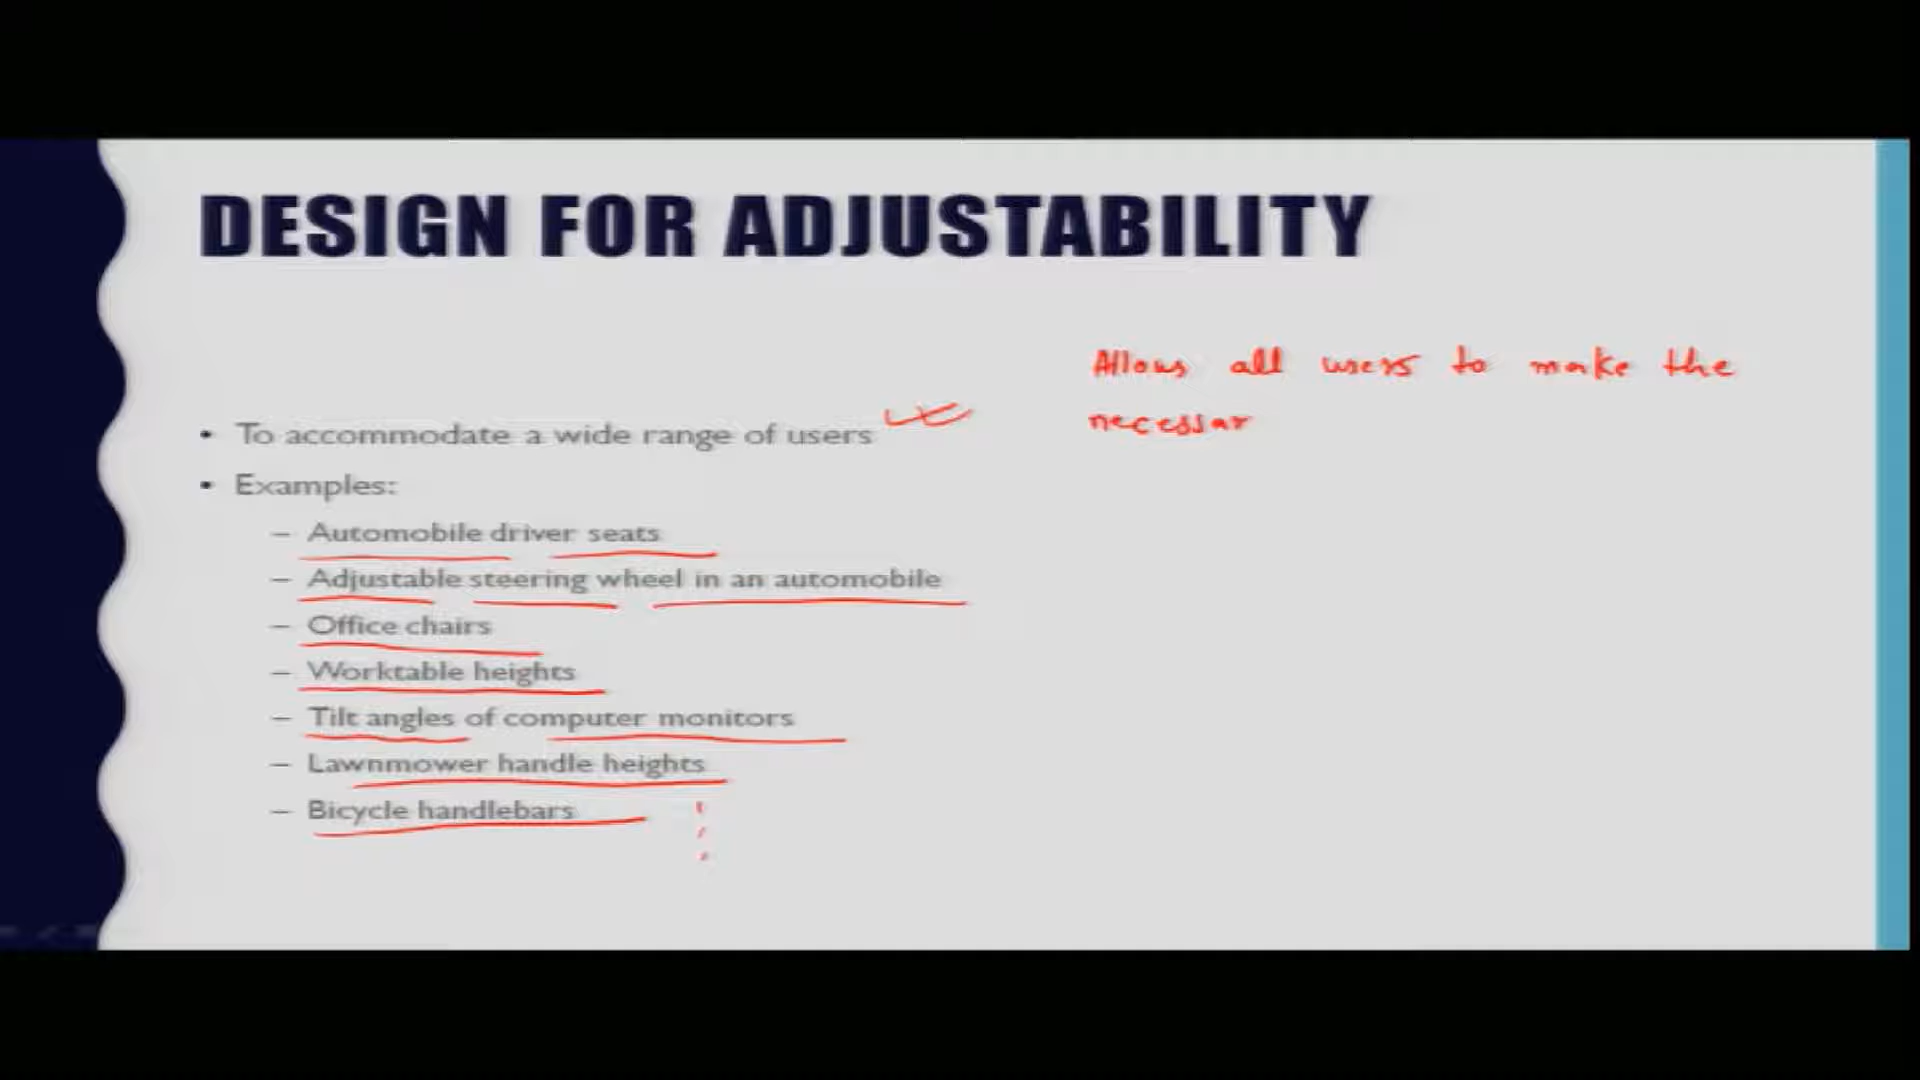 DESIGN FOR ADJUSTABILITY
Allows all users to make the
necessar
• To accommodate a wide range of users
• Examples:
– Automobile driver seats
– Adjustable steering wheel in an automobile
– Office chairs
– Worktable heights
– Tilt angles of computer monitors
– Lawnmower handle heights
– Bicycle handlebars